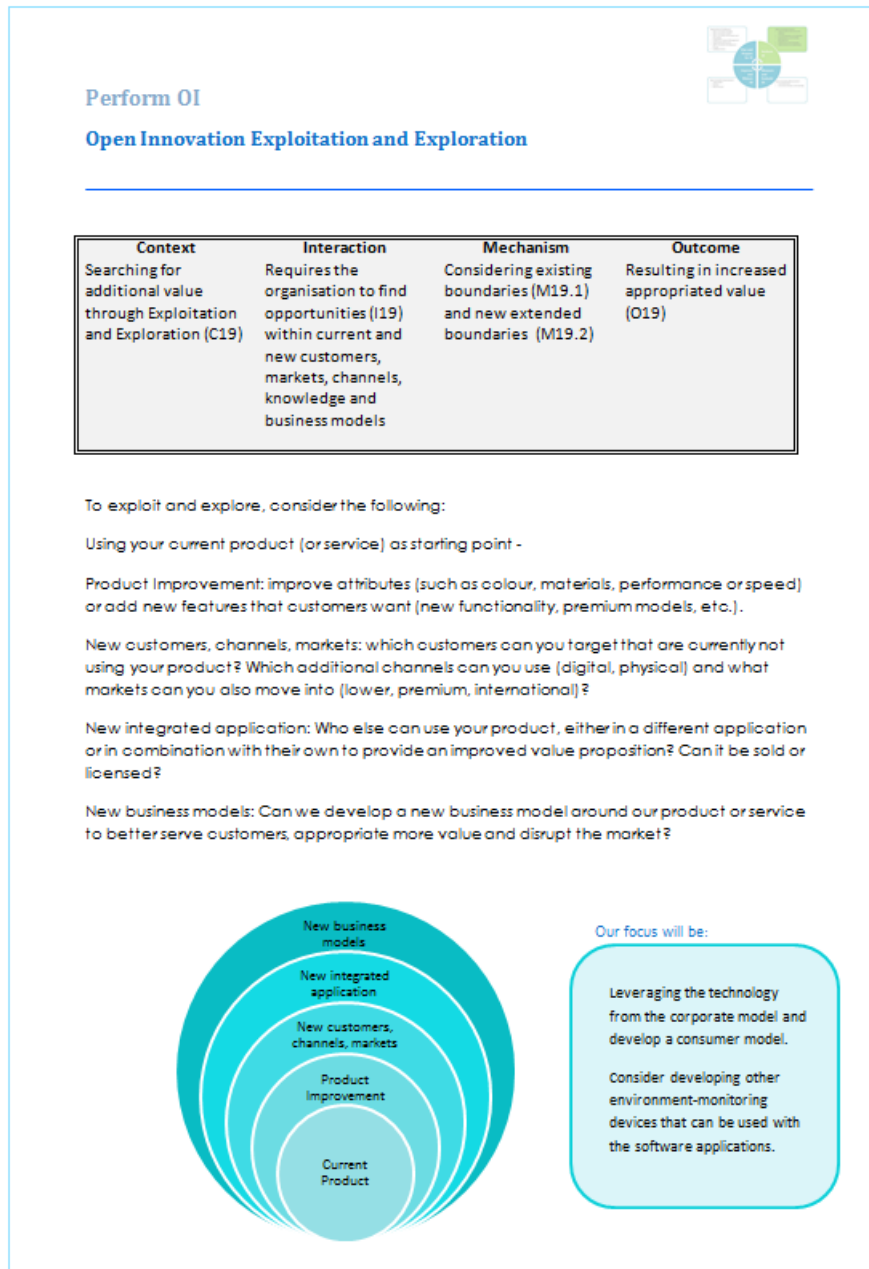 Perform OI
Open Innovation Exploitation and Exploration
Context
Searching for
additional value
through Exploitation
and Exploration (C19)
Interaction
Requires the
organisation to find
opportunities (I19)
within current and
new customers,
markets, channels,
knowledge and
business models
Mechanism
Considering existing
boundaries (M19.1)
and new extended
boundaries (M19.2)
Outcome
Resulting in increased
appropriated value
(O19)
To exploit and explore, consider the following:
Using your current product (or service) as starting point -
Product Improvement: improve attributes (such as colour, materials, performance or speed)
or add new features that customers want (new functionality, premium models, etc.).
New customers, channels, markets: which customers can you target that are currently not
using your product? Which additional channels can you use (digital, physical) and what
markets can you also move into (lower, premium, international)?
New integrated application: Who else can use your product, either in a different application
or in combination with their own to provide an improved value proposition? Can it be sold or
licensed?
New business models: Can we develop a new business model around our product or service
to better serve customers, appropriate more value and disrupt the market?
New business
models
New integrated
application
New customers,
channels, markets
Product
Improvement
Current
Product
Our focus will be:
Leveraging the technology
from the corporate model and
develop a consumer model.
Consider developing other
environment-monitoring
devices that can be used with
the software applications.